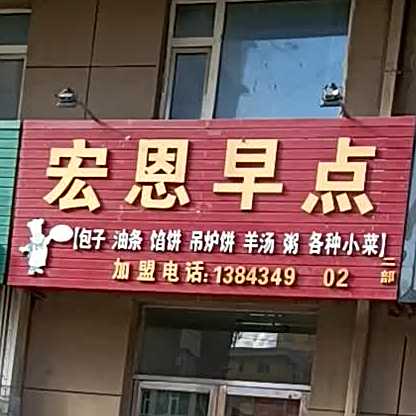 宏恩早点
【包子 油条 馅饼 吊炉饼 羊汤 粥 各种小菜】
加盟电话:1384349 02
三部